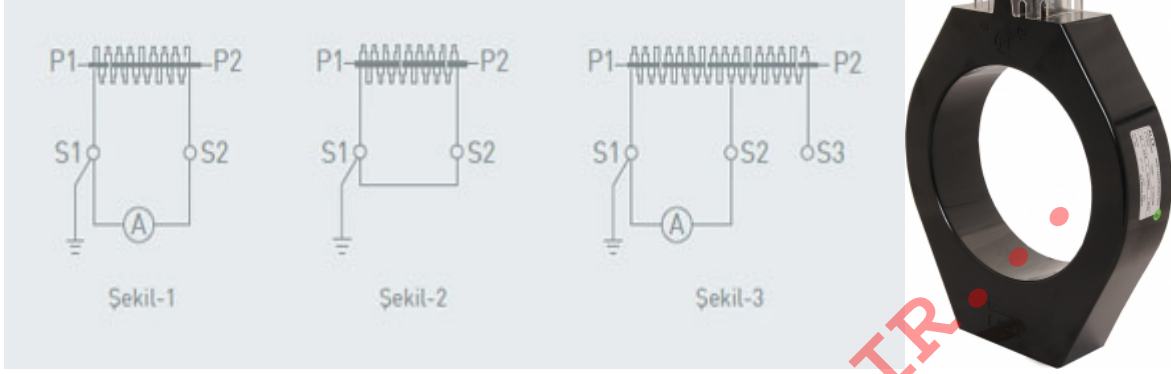 P1 P2
S1 S2
A
Şekil-1
P1 P2
S1 S2
Şekil-2
P1 P2
S1 S2 S3
A
Şekil-3
IR.